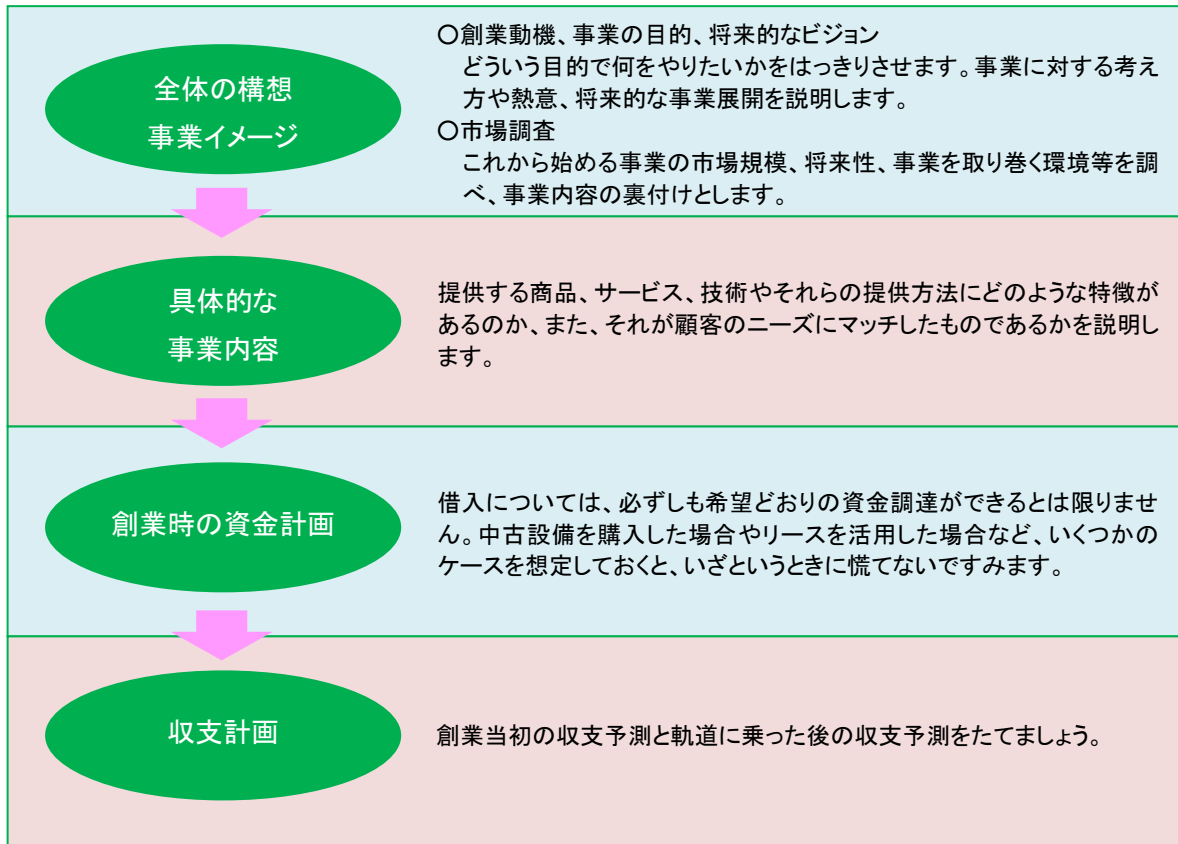 全体の構想
事業イメージ
○創業動機、事業の目的、将来的なビジョン
どういう目的で何をやりたいかをはっきりさせます。事業に対する考え
方や熱意、将来的な事業展開を説明します。
○市場調査
これから始める事業の市場規模、将来性、事業を取り巻く環境等を調
べ、事業内容の裏付けとします。
具体的な
事業内容
提供する商品、サービス、技術やそれらの提供方法にどのような特徴が
あるのか、また、それが顧客のニーズにマッチしたものであるかを説明し
ます。
創業時の資金計画
借入については、必ずしも希望どおりの資金調達ができるとは限りませ
ん。中古設備を購入した場合やリースを活用した場合など、いくつかの
ケースを想定しておくと、いざというときに慌てないですみます。
収支計画
創業当初の収支予測と軌道に乗った後の収支予測をたてましょう。